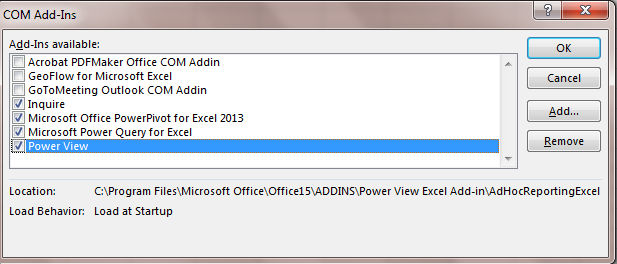 COM Add-Ins
?
Add-Ins available:
Acrobat PDFMaker Office COM Addin
GeoFlow for Microsoft Excel
GoToMeeting Outlook COM Addin
Inquire
Microsoft Office PowerPivot for Excel 2013
Microsoft Power Query for Excel
Power View
OK
Cancel
Add...
Remove
Location: C:\Program Files\Microsoft Office\Office15\ADDINS\Power View Excel Add-in\AdHocReportingExcel
Load Behavior: Load at Startup